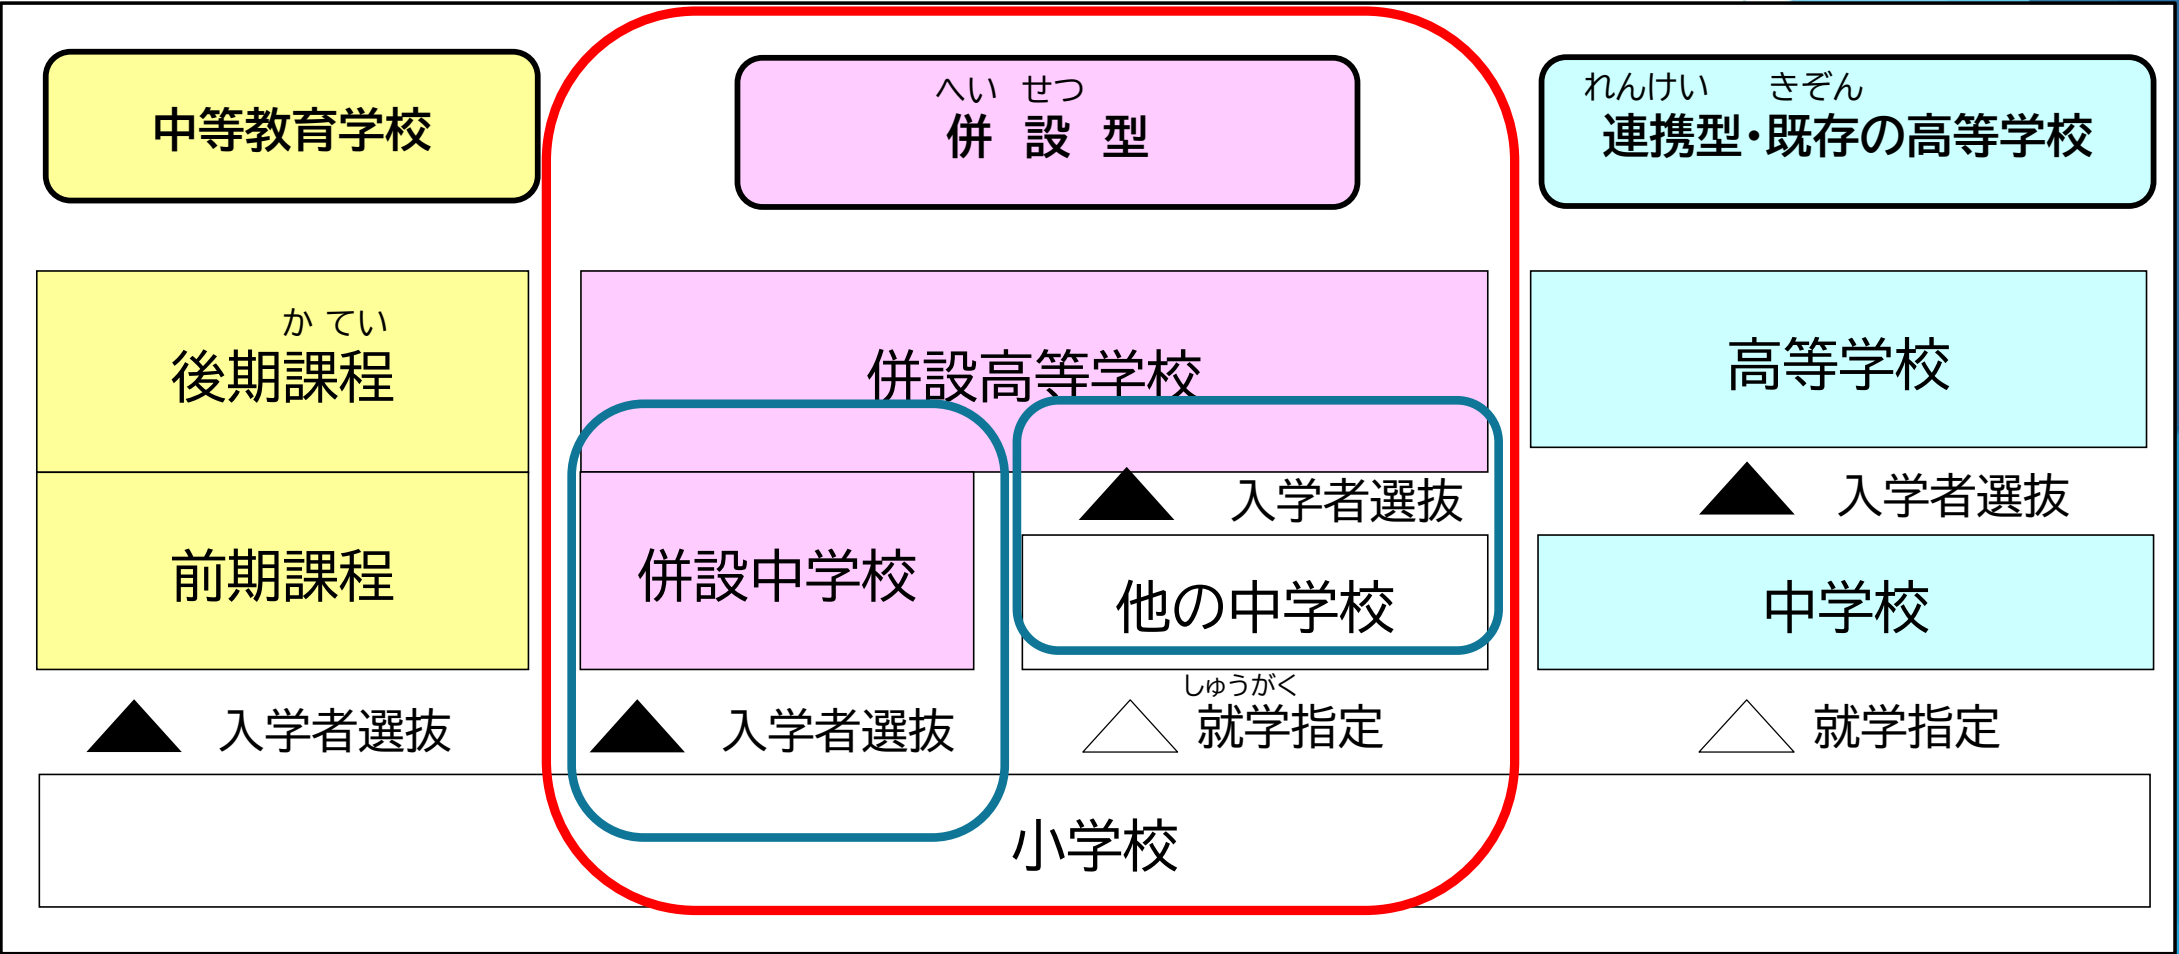 中等教育学校
へい せつ
併 設 型
れんけい きぞん
連携型・既存の高等学校
か てい
後期課程
併設高等学校
高等学校
入学者選抜
入学者選抜
前期課程
併設中学校
他の中学校
中学校
入学者選抜
入学者選抜
しゅうがく
就学指定
就学指定
小学校